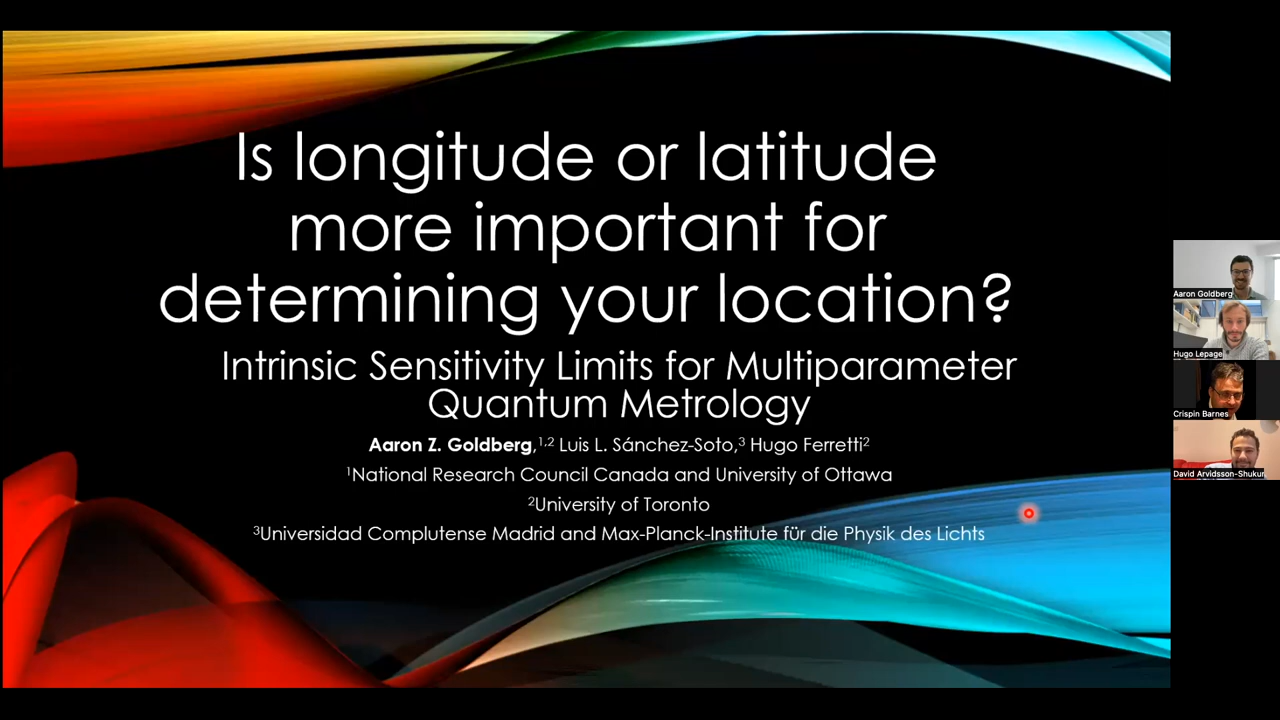 Is longitude or latitude
more important for
determining your location?
Intrinsic Sensitivity Limits for Multiparameter
Quantum Metrology
Aaron Z. Goldberg,¹,² Luis L. Sánchez-Soto,³ Hugo Ferretti²
¹National Research Council Canada and University of Ottawa
²University of Toronto
³Universidad Complutense Madrid and Max-Planck-Institute für die Physik des Lichts
Aaron Goldberg
Hugo Lepage
Crispin Barnes
David Arvidsson-Shukur